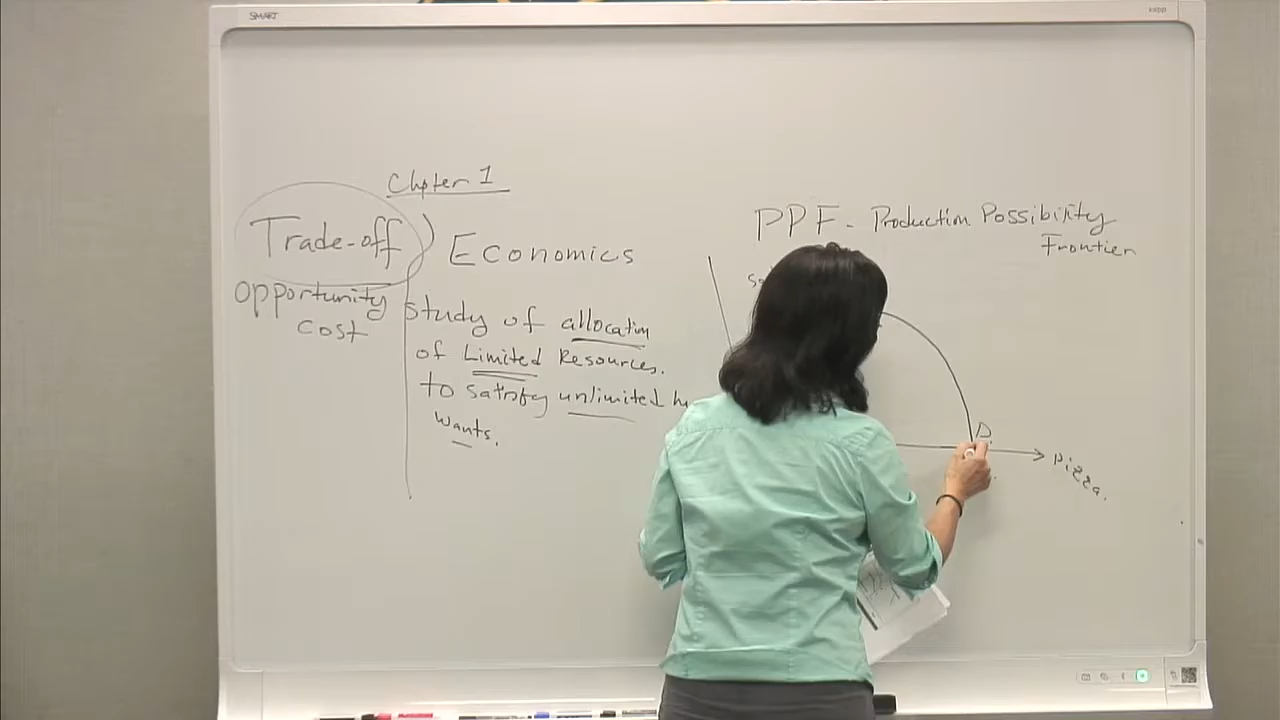 SMART
Chpter 1
Trade-off
Economics
opportunity
cost
study of allocation
of Limited Resources.
to satisfy unlimited
wants.
PPF - Production Possibility
Frontier
D
Pizza.